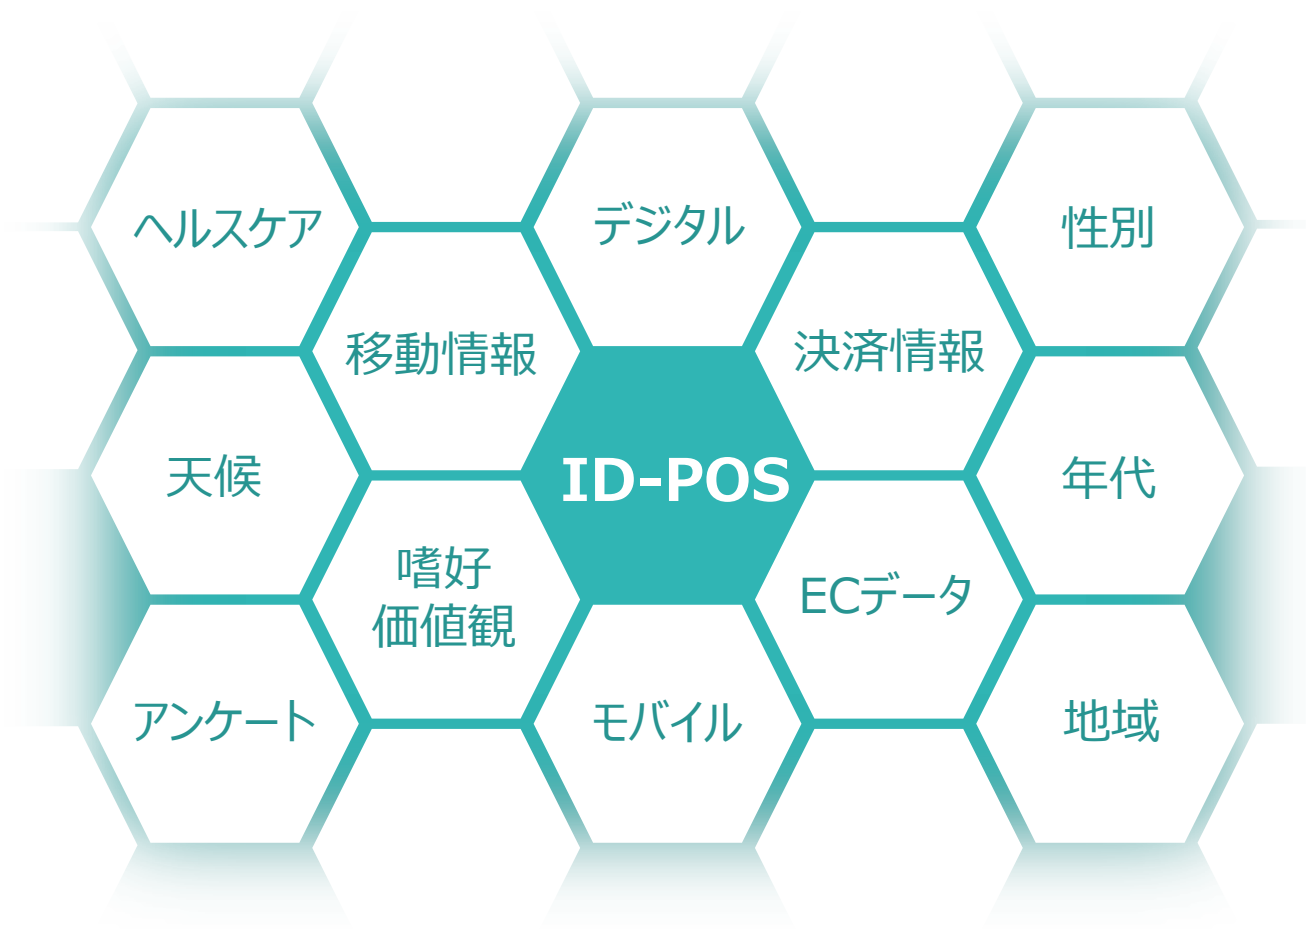 ヘルスケア
デジタル
性別
移動情報
決済情報
天候
ID-POS
年代
嗜好
価値観
ECデータ
アンケート
モバイル
地域